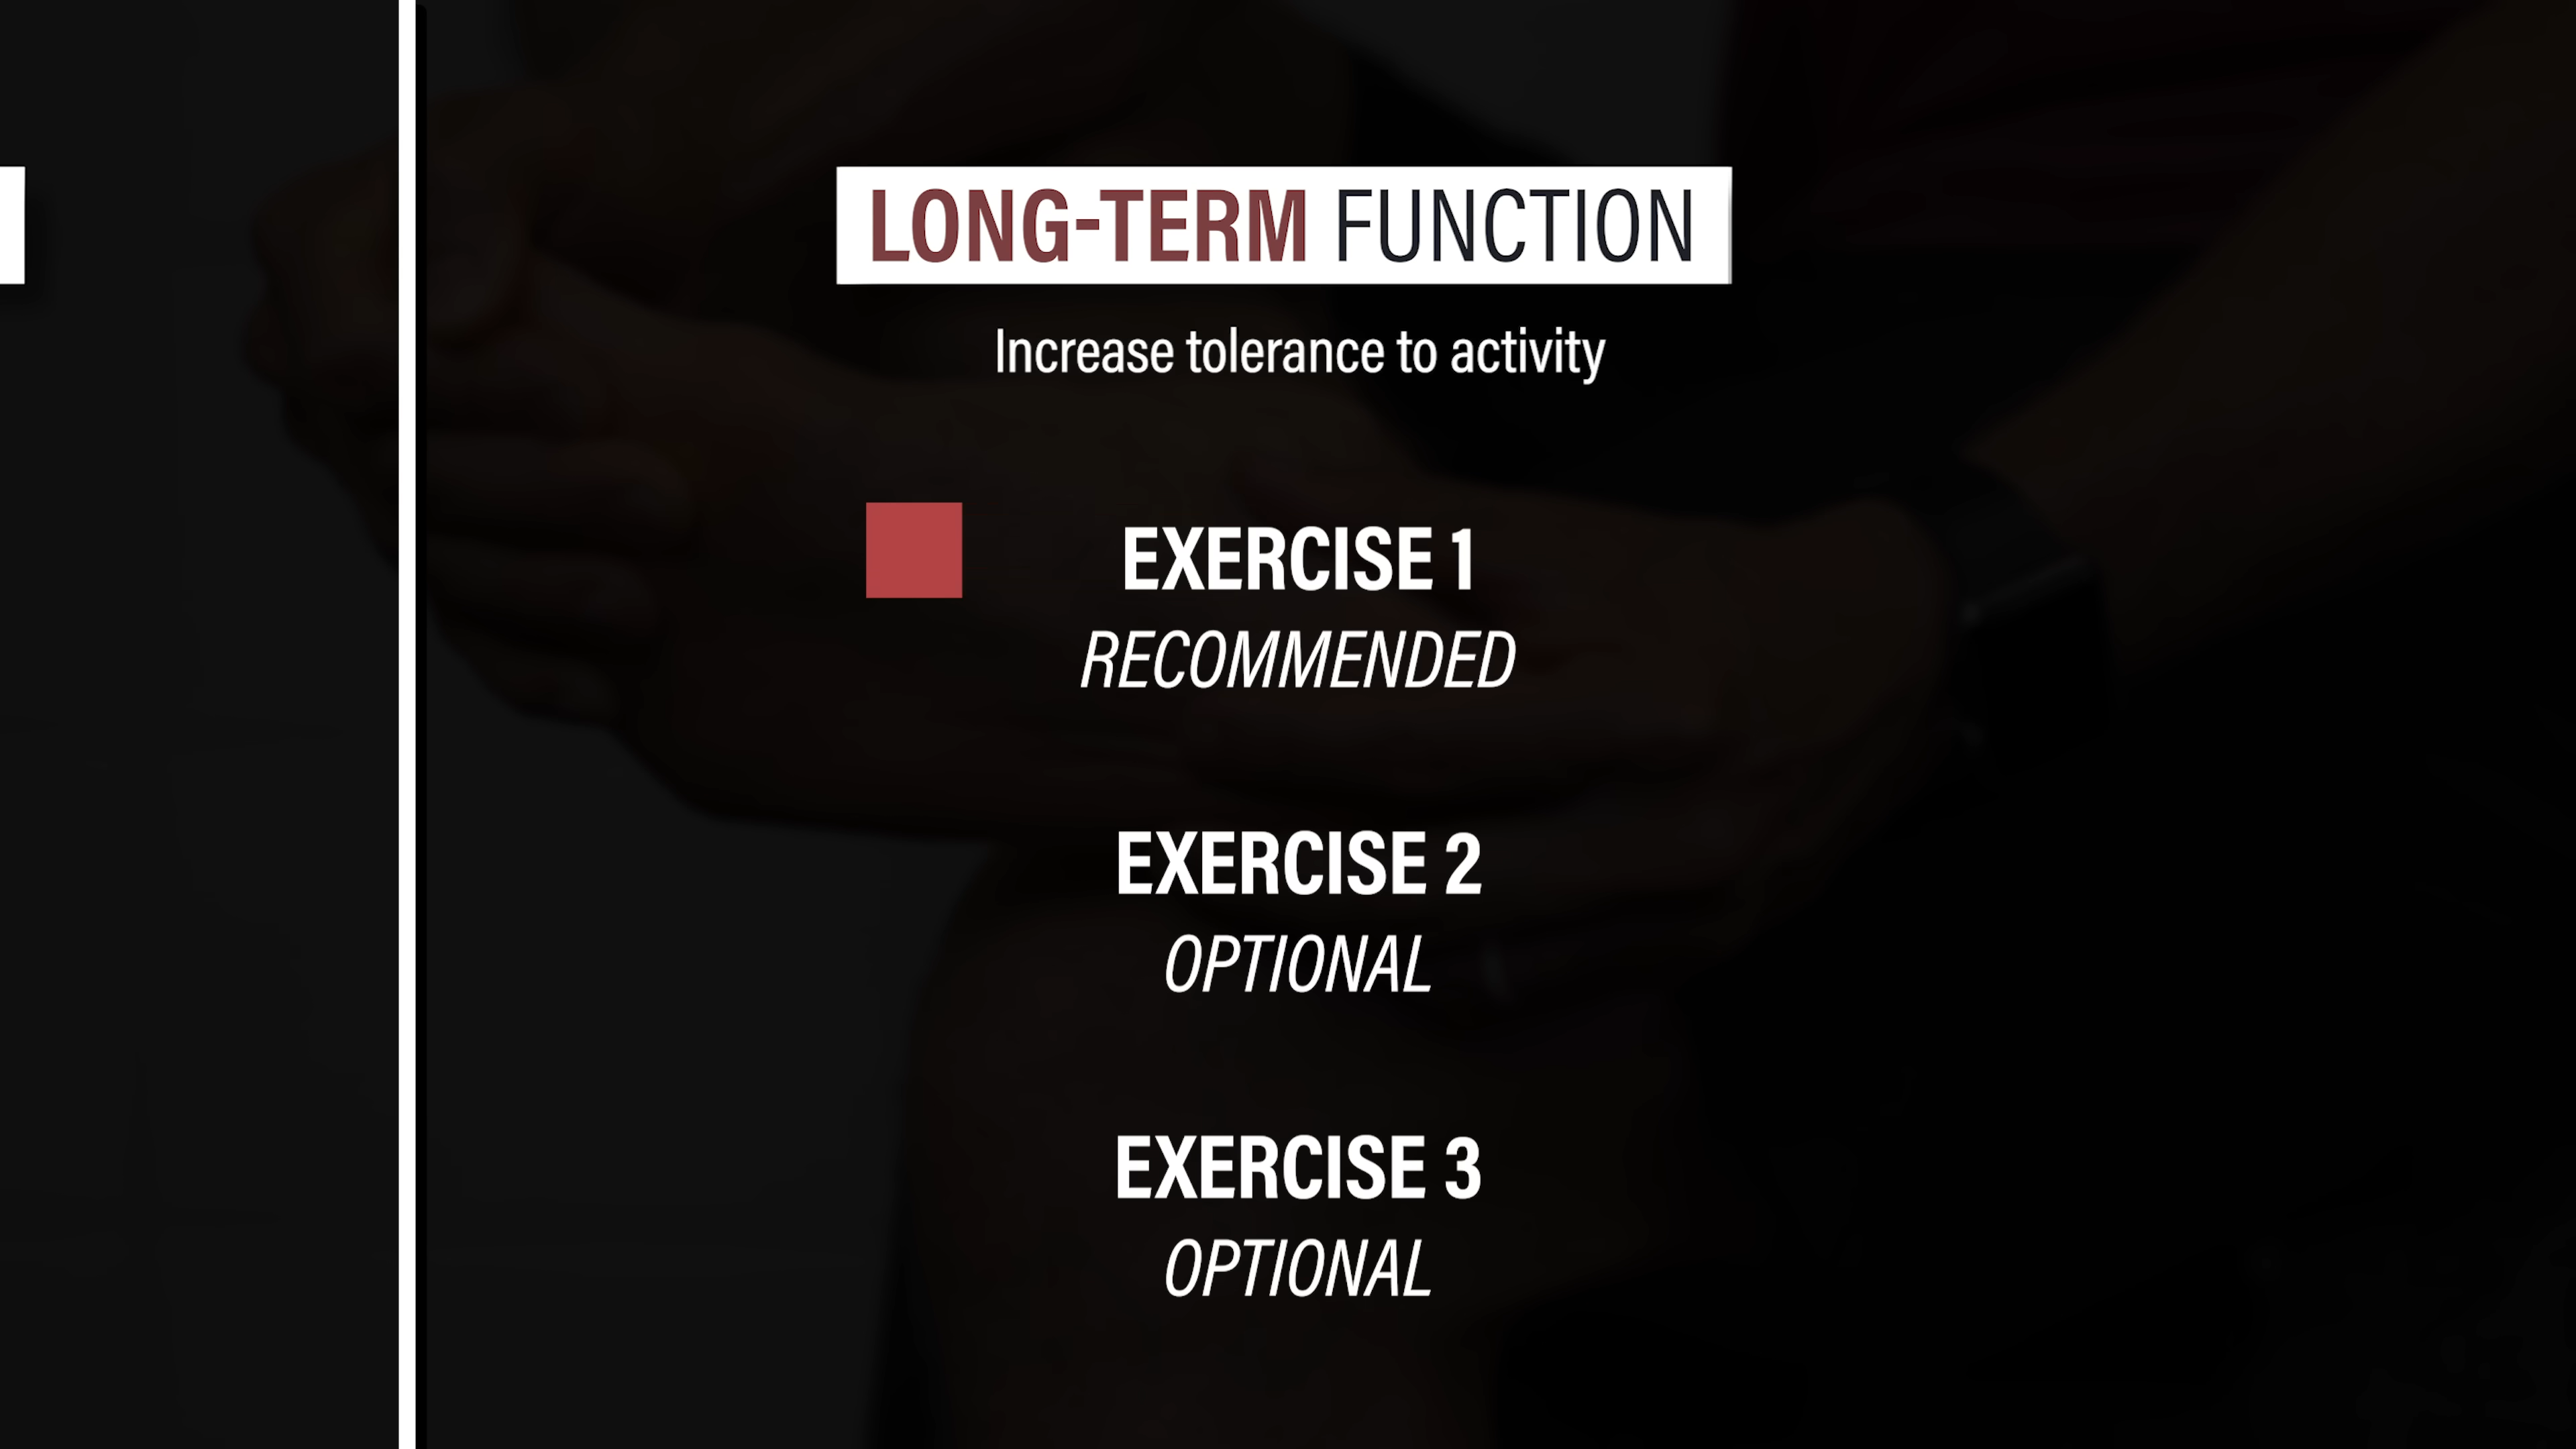 LONG-TERM FUNCTION
Increase tolerance to activity
EXERCISE 1
RECOMMENDED
EXERCISE 2
OPTIONAL
EXERCISE 3
OPTIONAL